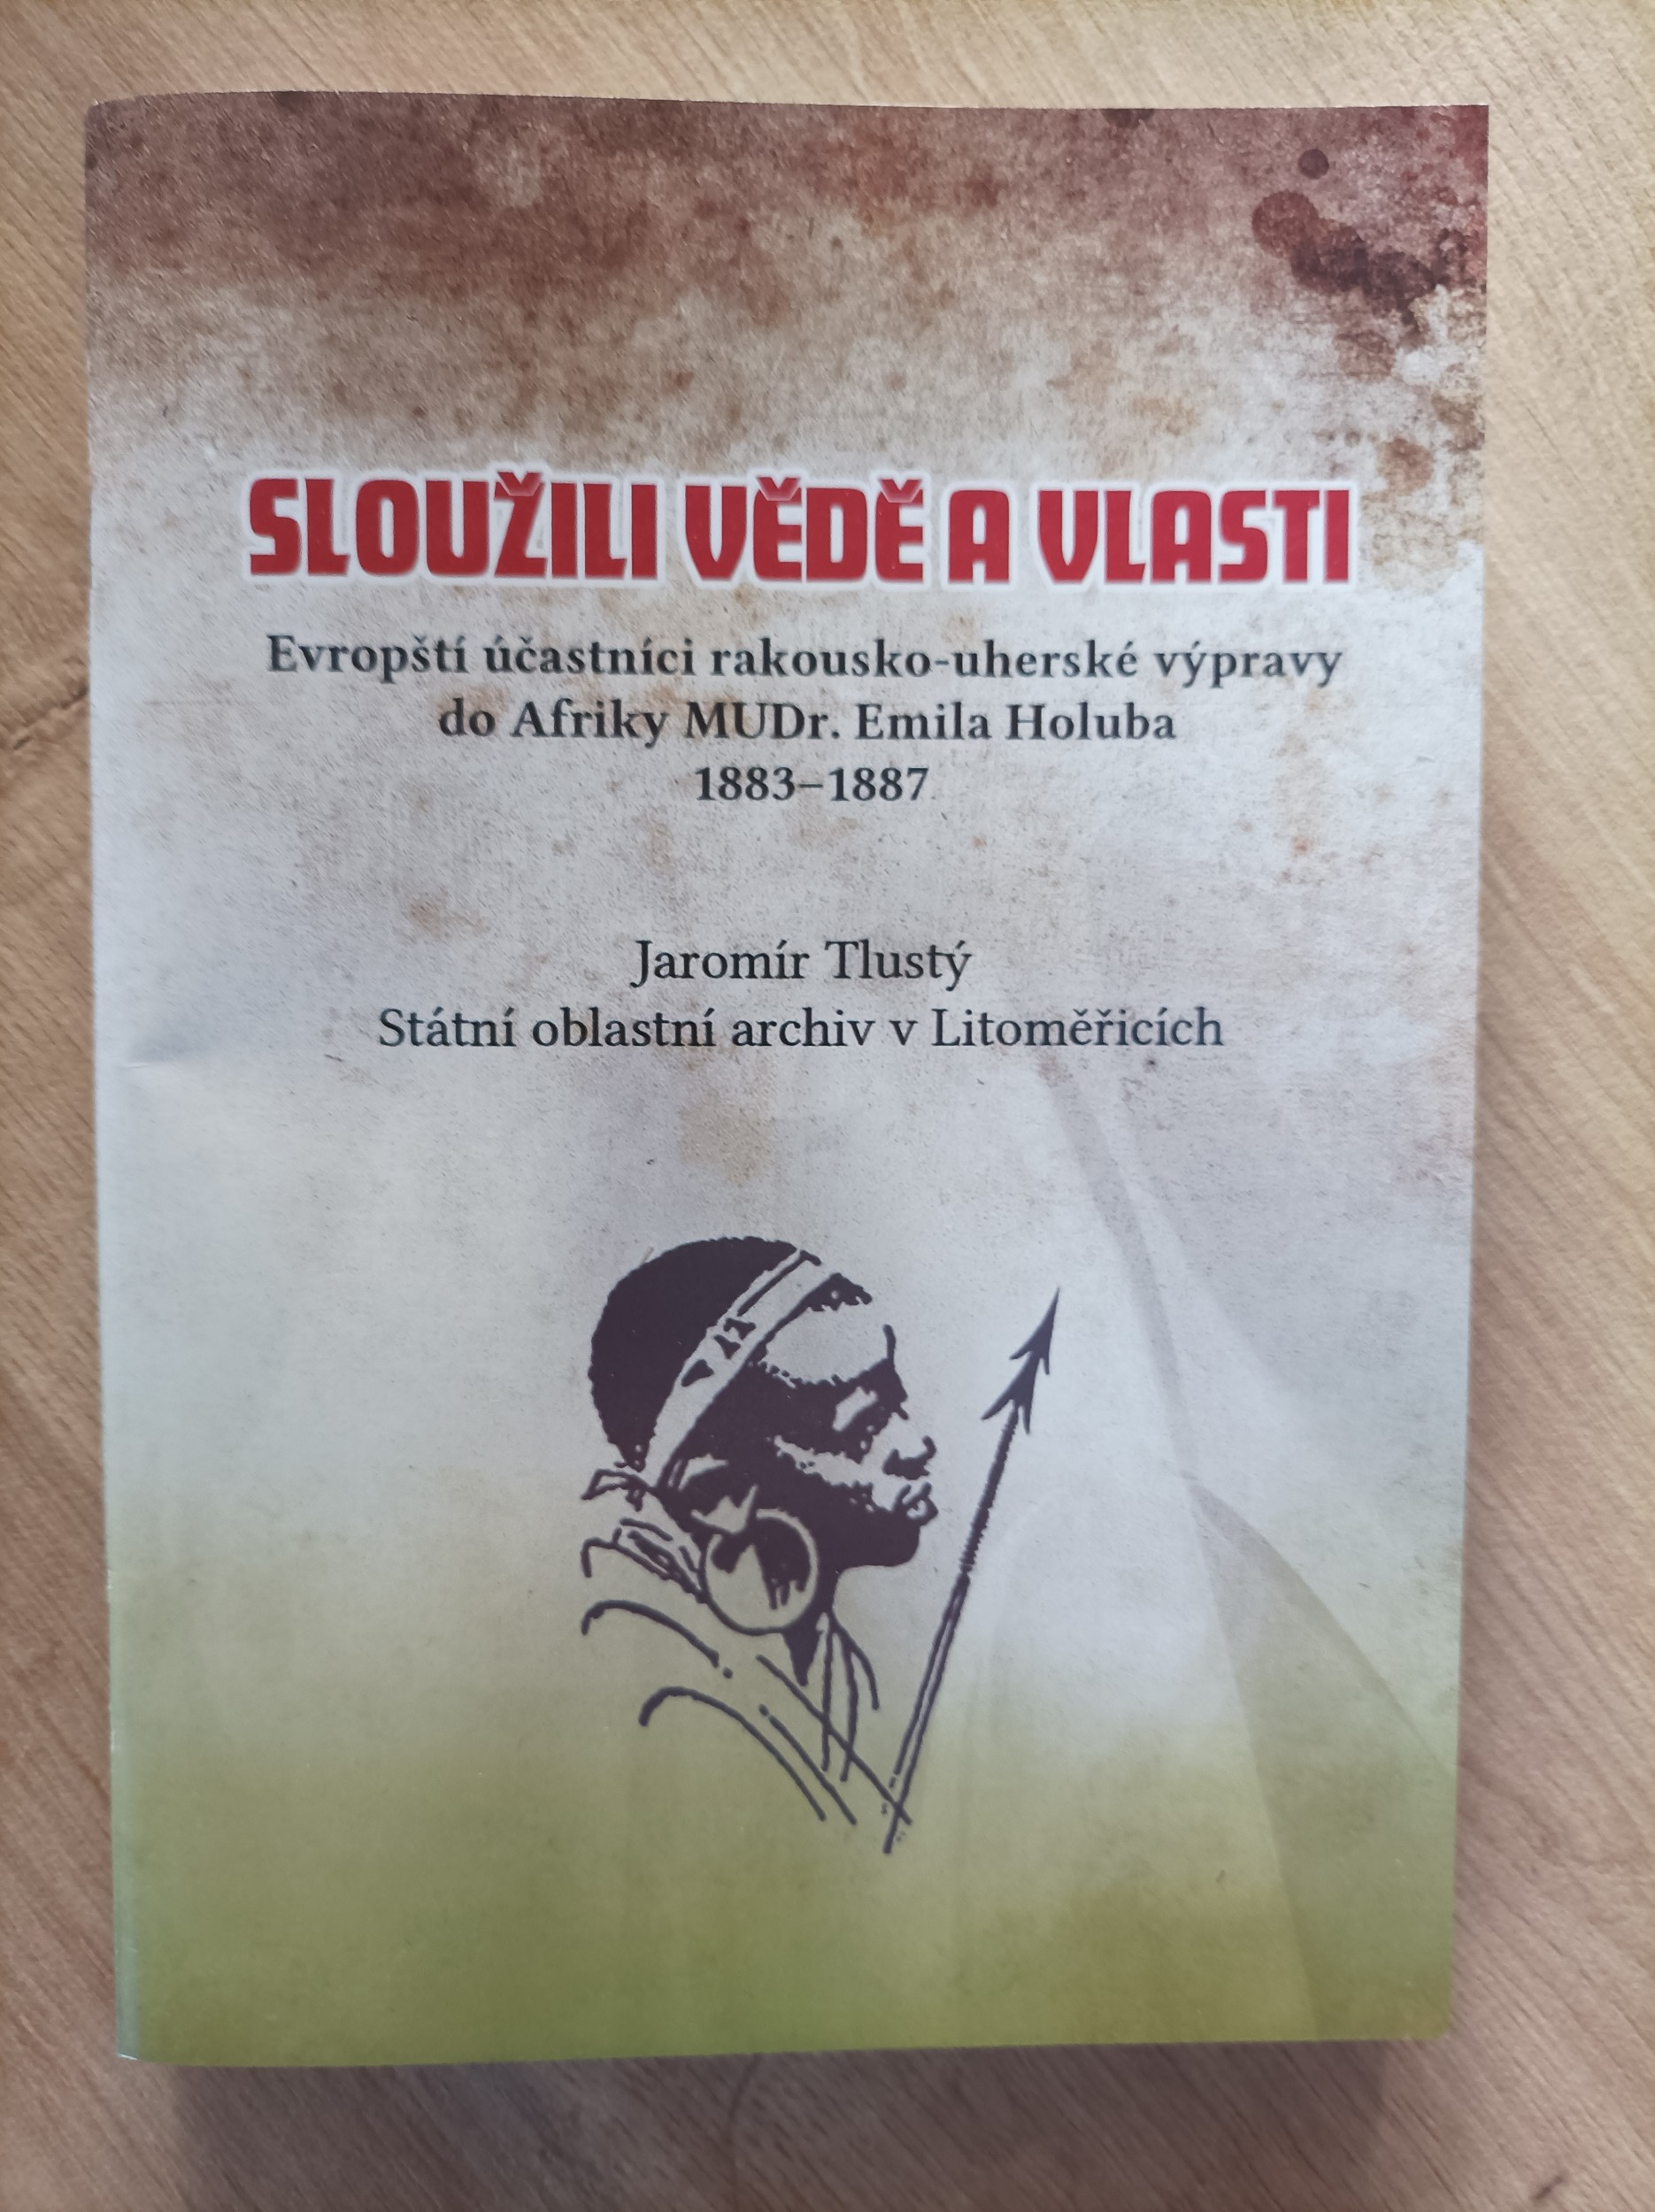 SLOUŽILI VĚDĚ A VLASTI
Evropští účastníci rakousko-uherské výpravy
do Afriky MUDr. Emila Holuba
1883–1887
Jaromír Tlustý
Státní oblastní archiv v Litoměřicích